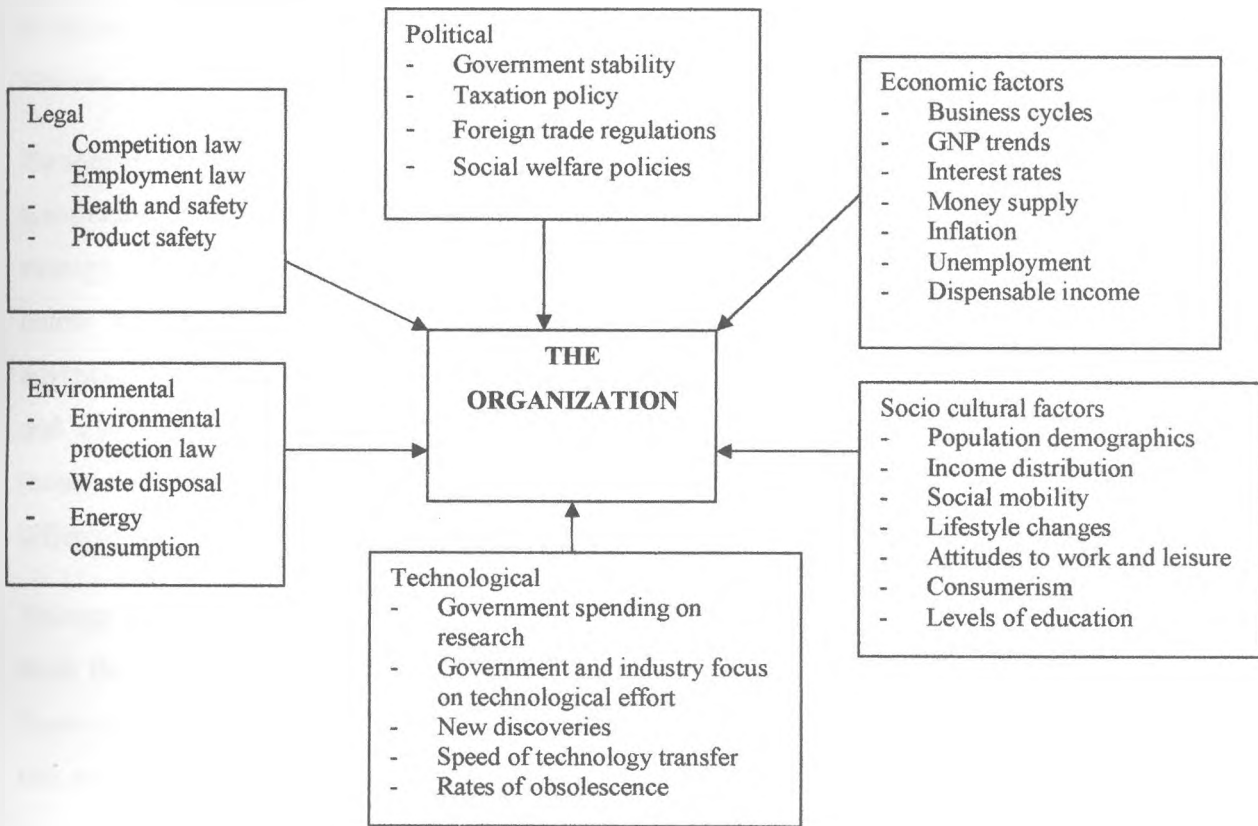 Political
- Government stability
- Taxation policy
- Foreign trade regulations
- Social welfare policies
Legal
- Competition law
- Employment law
- Health and safety
- Product safety
Economic factors
- Business cycles
- GNP trends
- Interest rates
- Money supply
- Inflation
- Unemployment
- Dispensable income
THE
ORGANIZATION
Environmental
- Environmental
protection law
- Waste disposal
- Energy
consumption
Socio cultural factors
- Population demographics
- Income distribution
- Social mobility
- Lifestyle changes
- Attitudes to work and leisure
- Consumerism
- Levels of education
Technological
- Government spending on
research
- Government and industry focus
on technological effort
- New discoveries
- Speed of technology transfer
- Rates of obsolescence